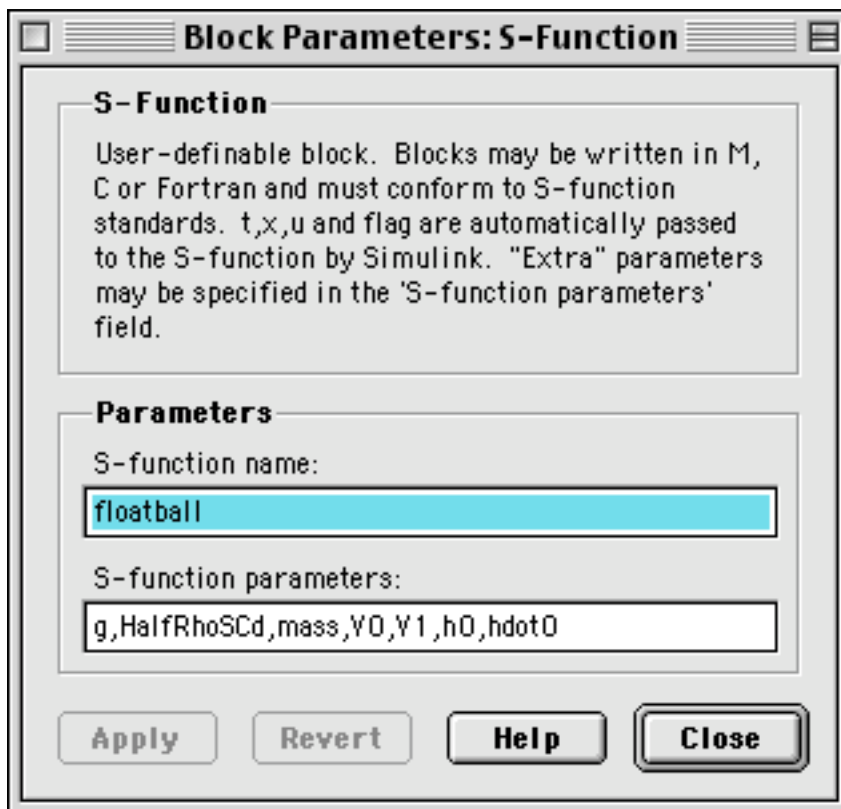 Block Parameters: S-Function
S-Function
User-definable block. Blocks may be written in M,
C or Fortran and must conform to S-function
standards. t,x,u and flag are automatically passed
to the S-function by Simulink. "Extra" parameters
may be specified in the 'S-function parameters'
field.
Parameters
S-function name:
floatball
S-function parameters:
g,HalfRhoSCd,mass,V0,V1,h0,hdot0
Apply Revert Help Close